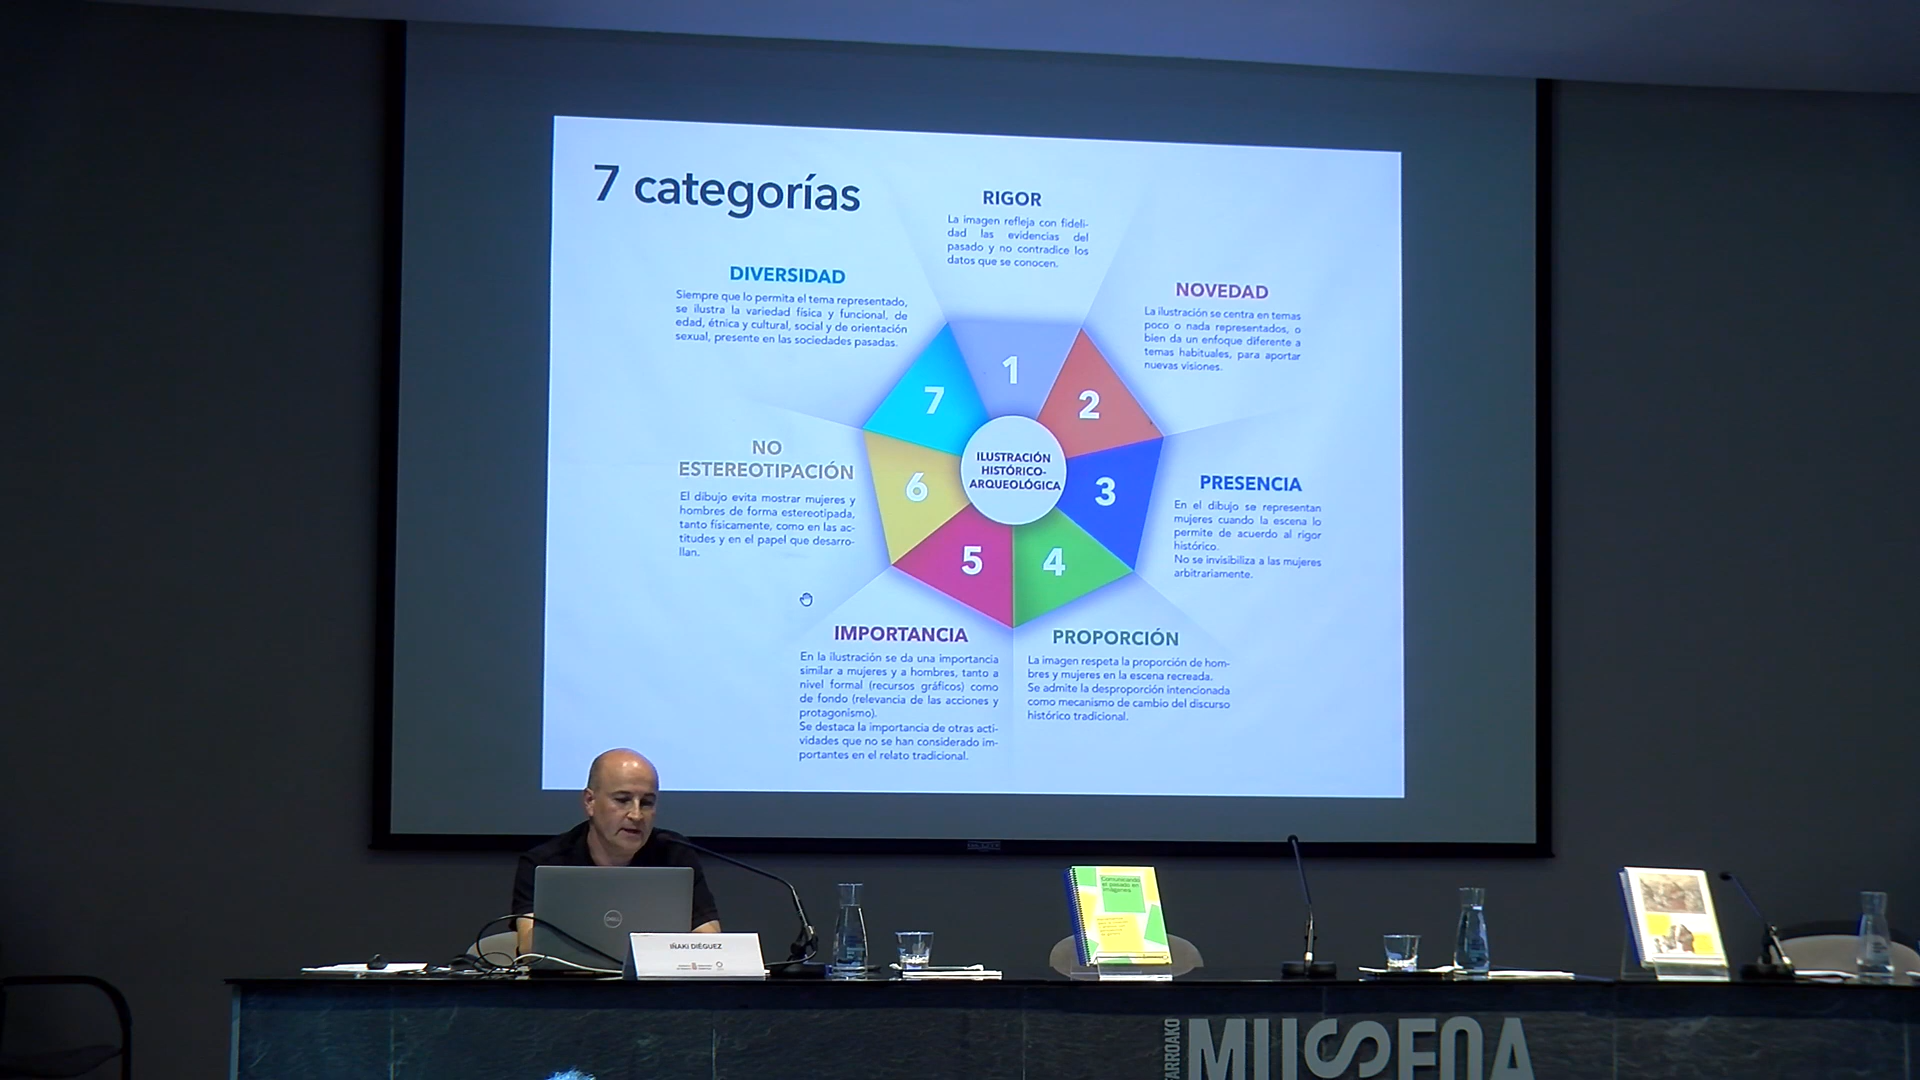 7 categorías
RIGOR
La imagen refleja con fideli-
dad las evidencias del
pasado y no contradice los
datos que se conocen.
DIVERSIDAD
Siempre que lo permita el tema representado,
se ilustra la variedad física y funcional, de
edad, étnica y cultural, social y de orientación
sexual, presente en las sociedades pasadas.
NOVEDAD
La ilustración se centra en temas
poco o nada representados, o
bien da un enfoque diferente a
temas habituales, para aportar
nuevas visiones.
1
2
3
4
5
6
7
ILUSTRACIÓN
HISTÓRICO-
ARQUEOLÓGICA
NO
ESTEREOTIPACIÓN
El dibujo evita mostrar mujeres y
hombres de forma estereotipada,
tanto físicamente, como en las ac-
titudes y en el papel que desarro-
llan.
PRESENCIA
En el dibujo se representan
mujeres cuando la escena lo
permite de acuerdo al rigor
histórico.
No se invisibiliza a las mujeres
arbitrariamente.
IMPORTANCIA
En la ilustración se da una importancia
similar a mujeres y a hombres, tanto a
nivel formal (recursos gráficos) como
de fondo (relevancia de las acciones y
protagonismo).
Se destaca la importancia de otras acti-
vidades que no se han considerado im-
portantes en el relato tradicional.
PROPORCIÓN
La imagen respeta la proporción de hom-
bres y mujeres en la escena recreada.
Se admite la desproporción intencionada
como mecanismo de cambio del discurso
histórico tradicional.
DELL
IÑAKI DIÉGUEZ
Comunicando
el pasado en
imágenes
ARROAKO
MUSEOA